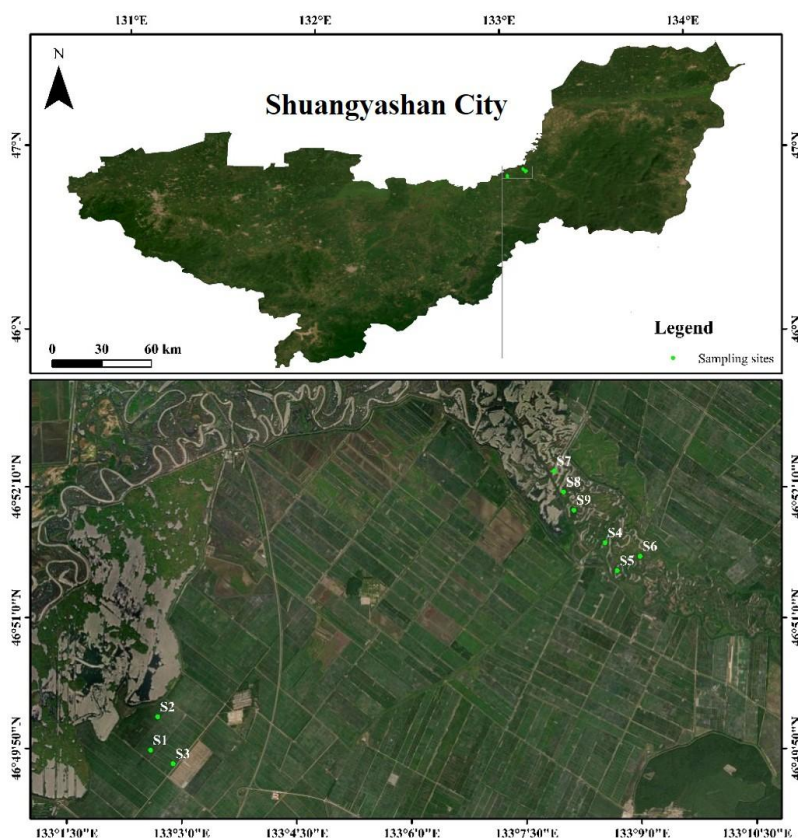 131°E 132°E 133°E 134°E
N
Shuangyashan City
47°N 47°N
46°N 46°N
Legend
0 30 60 km
Sampling sites
S7
S8
S9
S4
S6
S5
S2
S1
S3
46°52'10"N 46°52'10"N
46°51'0"N 46°51'0"N
46°49'50"N 46°49'50"N
133°1'30"E 133°3'0"E 133°4'30"E 133°6'0"E 133°7'30"E 133°9'0"E 133°10'30"E